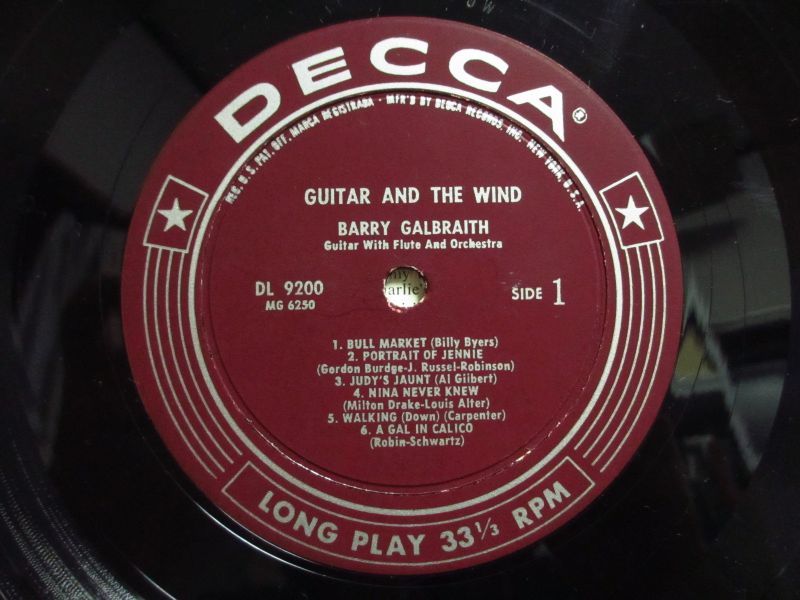 DECCA®
REG. U.S. PAT. OFF. MARCA REGISTRADA • MFR'S BY DECCA RECORDS, INC., NEW YORK, U.S.A.
GUITAR AND THE WIND
BARRY GALBRAITH
Guitar With Flute And Orchestra
DL 9200
MG 6250
SIDE 1
1. BULL MARKET (Billy Byers)
2. PORTRAIT OF JENNIE
(Gordon Burdge-J. Russel-Robinson)
3. JUDY'S JAUNT (Al Giibert)
4. NINA NEVER KNEW
(Milton Drake-Louis Alter)
5. WALKING (Down) (Carpenter)
6. A GAL IN CALICO
(Robin-Schwartz)
LONG PLAY 33⅓ RPM